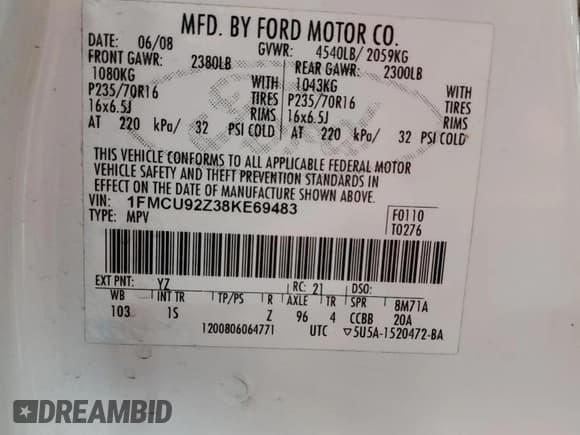 MFD. BY FORD MOTOR CO.
DATE: 06/08 GVWR: 4540LB/ 2059KG
FRONT GAWR: 2380LB REAR GAWR: 2300LB
1080KG WITH 1043KG WITH
P235/70R16 TIRES P235/70R16 TIRES
16x6.5J RIMS 16x6.5J RIMS
AT 220 kPa/ 32 PSI COLD AT 220 kPa/ 32 PSI COLD
THIS VEHICLE CONFORMS TO ALL APPLICABLE FEDERAL MOTOR
VEHICLE SAFETY AND THEFT PREVENTION STANDARDS IN
EFFECT ON THE DATE OF MANUFACTURE SHOWN ABOVE.
VIN: 1FMCU92Z38KE69483 F0110
TYPE: MPV T0276
EXT PNT: YZ RC: 21 DSO:
WB INT TR TP/PS R AXLE TR SPR 8M71A
103 1S Z 96 4 CCBB 20A
1200806064771 UTC ▽5U5A-1520472-BA
Ford
DREAMBID